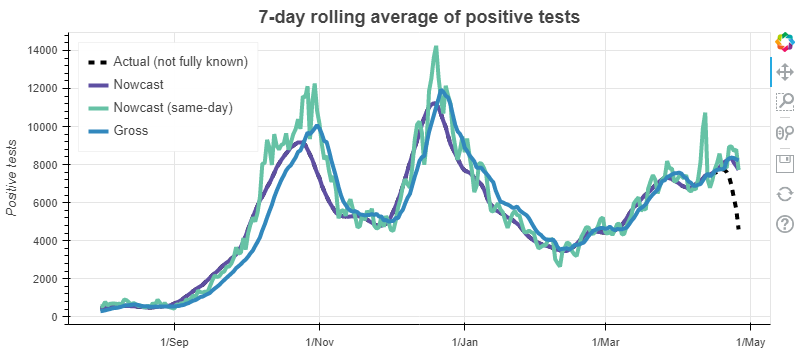 7-day rolling average of positive tests
14000
12000
10000
8000
6000
4000
2000
0
Positive tests
Actual (not fully known)
Nowcast
Nowcast (same-day)
Gross
1/Sep
1/Nov
1/Jan
1/Mar
1/May